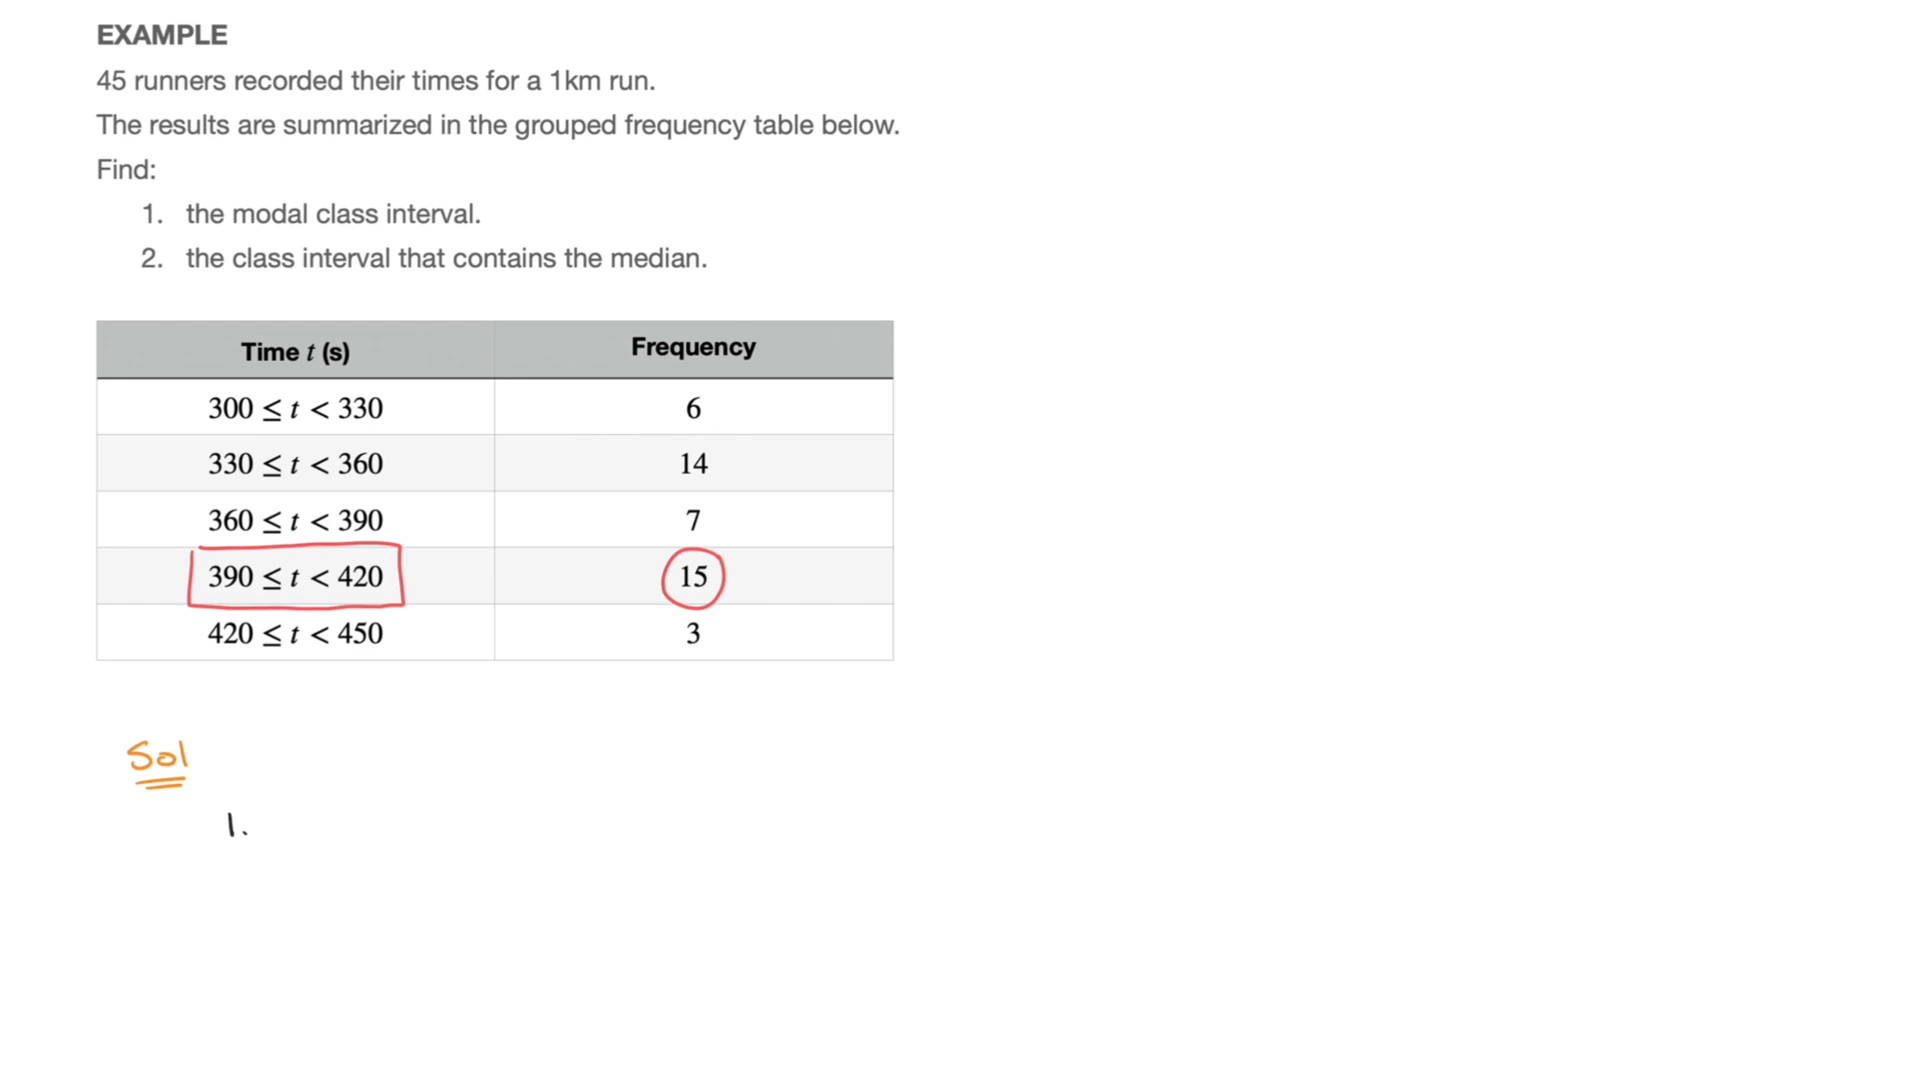 EXAMPLE
45 runners recorded their times for a 1km run.
The results are summarized in the grouped frequency table below.
Find:
1. the modal class interval.
2. the class interval that contains the median.
Time t (s) Frequency
300 ≤ t < 330 6
330 ≤ t < 360 14
360 ≤ t < 390 7
390 ≤ t < 420 15
420 ≤ t < 450 3
Sol
1.